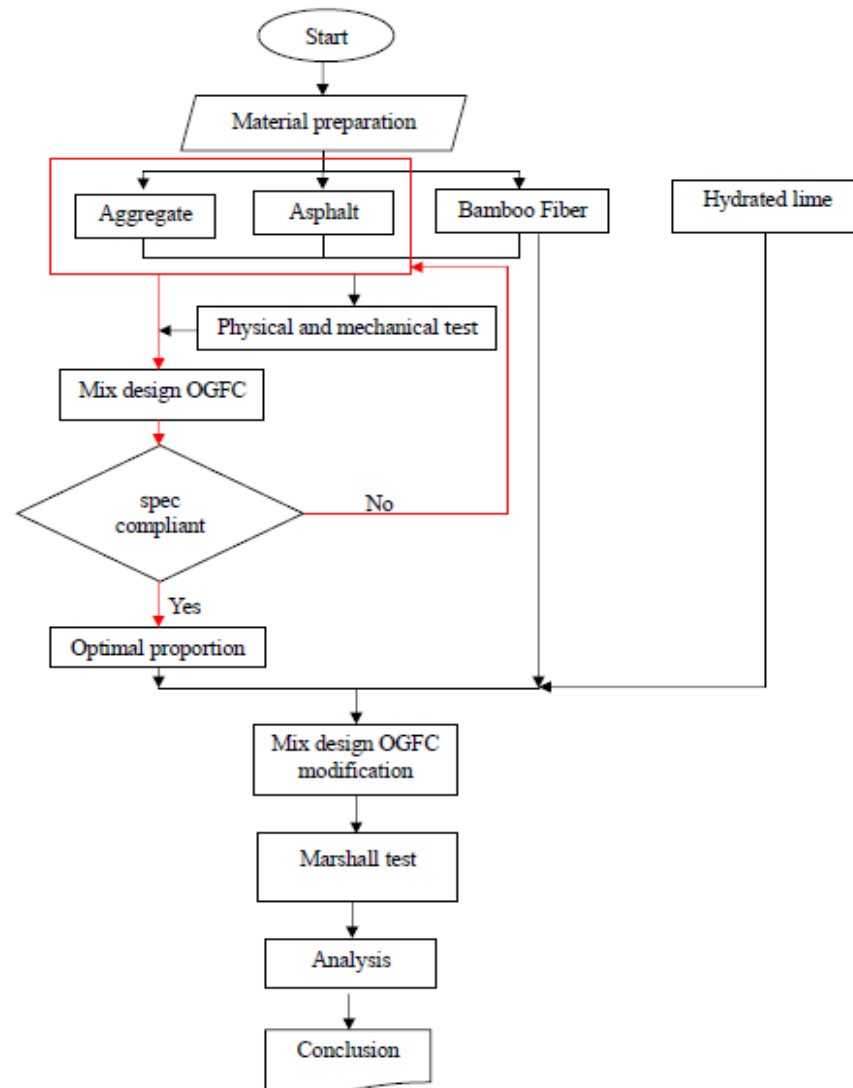 Start
Material preparation
Aggregate
Asphalt
Bamboo Fiber
Hydrated lime
Physical and mechanical test
Mix design OGFC
spec
compliant
No
Yes
Optimal proportion
Mix design OGFC
modification
Marshall test
Analysis
Conclusion